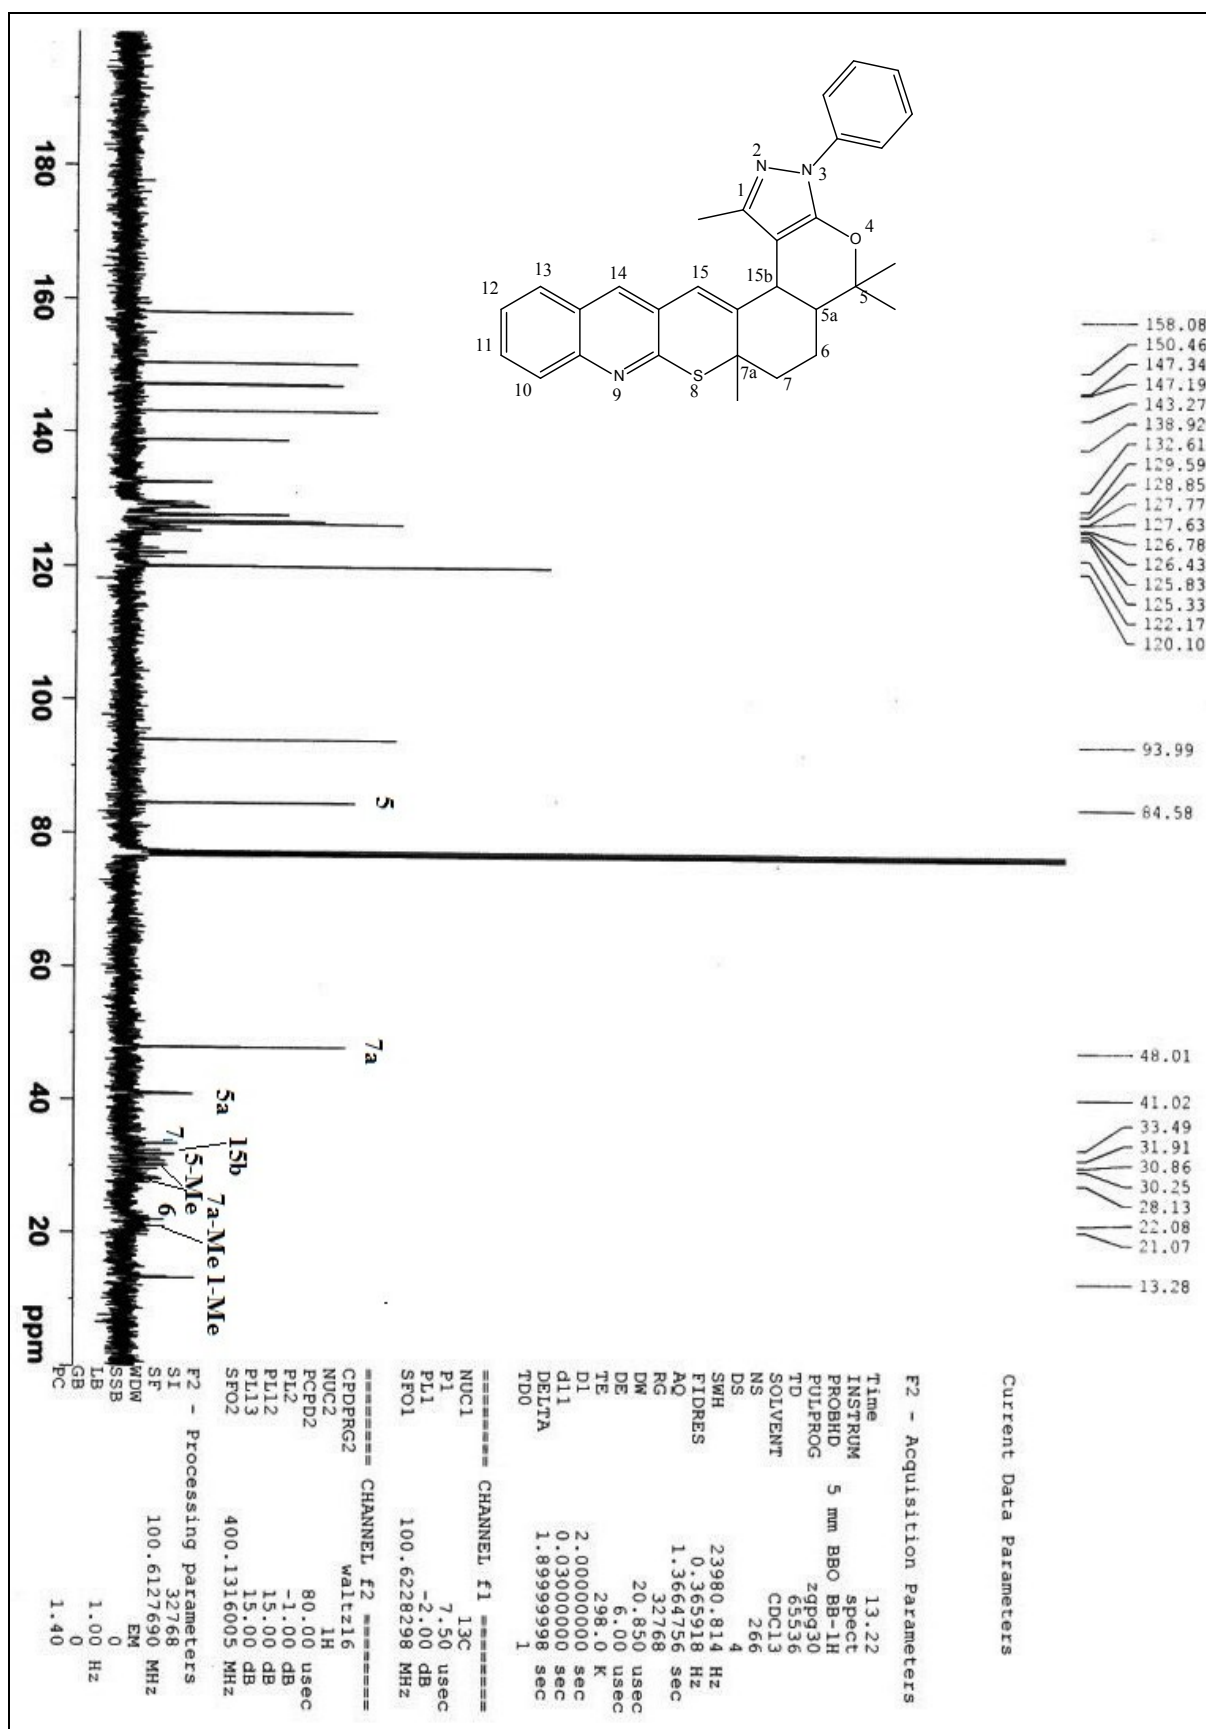 1
2
N
N
3
4
O
5
5a
6
7
7a
S
8
N
9
10
11
12
13
14
15
15b
158.08
150.46
147.34
147.19
143.27
138.92
132.61
129.59
128.85
127.77
127.63
126.78
126.43
125.83
125.33
122.17
120.10
93.99
84.58
48.01
41.02
33.49
31.91
30.86
30.25
28.13
22.08
21.07
13.28
5
7a
5a
7
15b
5-Me
6
7a-Me
1-Me
180
160
140
120
100
80
60
40
20
ppm
Current Data Parameters
F2 - Acquisition Parameters
Time 13.22
INSTRUM spect
PROBHD 5 mm BBO BB-1H
PULPROG zgpg30
TD 65536
SOLVENT CDCl3
NS 266
DS 4
SWH 23980.814 Hz
FIDRES 0.365918 Hz
AQ 1.3664756 sec
RG 32768
DW 20.850 usec
DE 6.00 usec
TE 298.0 K
D1 2.00000000 sec
d11 0.03000000 sec
DELTA 1.89999998 sec
TD0 1
======== CHANNEL f1 ========
NUC1 13C
P1 7.50 usec
PL1 -2.00 dB
SFO1 100.6228298 MHz
======== CHANNEL f2 ========
CPDPRG2 waltz16
NUC2 1H
PCPD2 80.00 usec
PL2 -1.00 dB
PL12 15.00 dB
PL13 15.00 dB
SFO2 400.1316005 MHz
F2 - Processing parameters
SI 32768
SF 100.6127690 MHz
WDW EM
SSB 0
LB 1.00 Hz
GB 0
PC 1.40